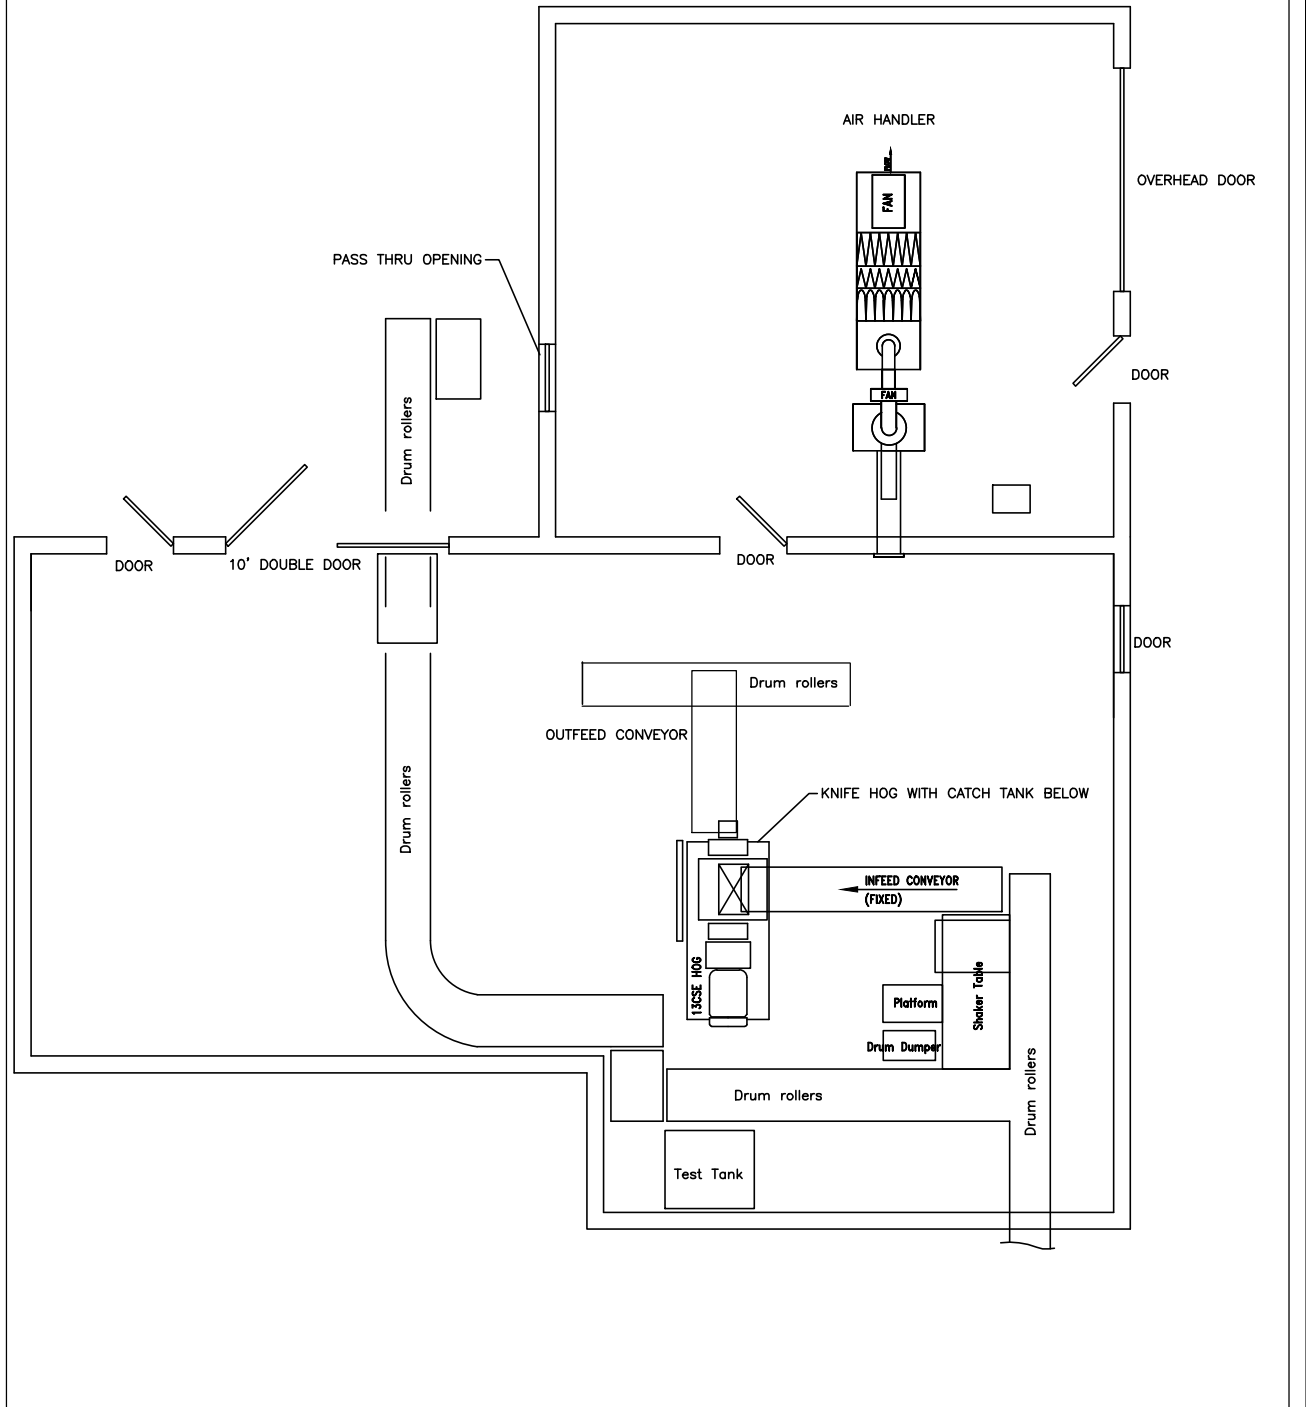 AIR HANDLER
OVERHEAD DOOR
FAN
PASS THRU OPENING
DOOR
FAN
Drum rollers
DOOR
10' DOUBLE DOOR
DOOR
DOOR
Drum rollers
OUTFEED CONVEYOR
Drum rollers
KNIFE HOG WITH CATCH TANK BELOW
INFEED CONVEYOR
(FIXED)
13CSE HOG
Shaker Table
Platform
Drum Dumper
Drum rollers
Drum rollers
Test Tank